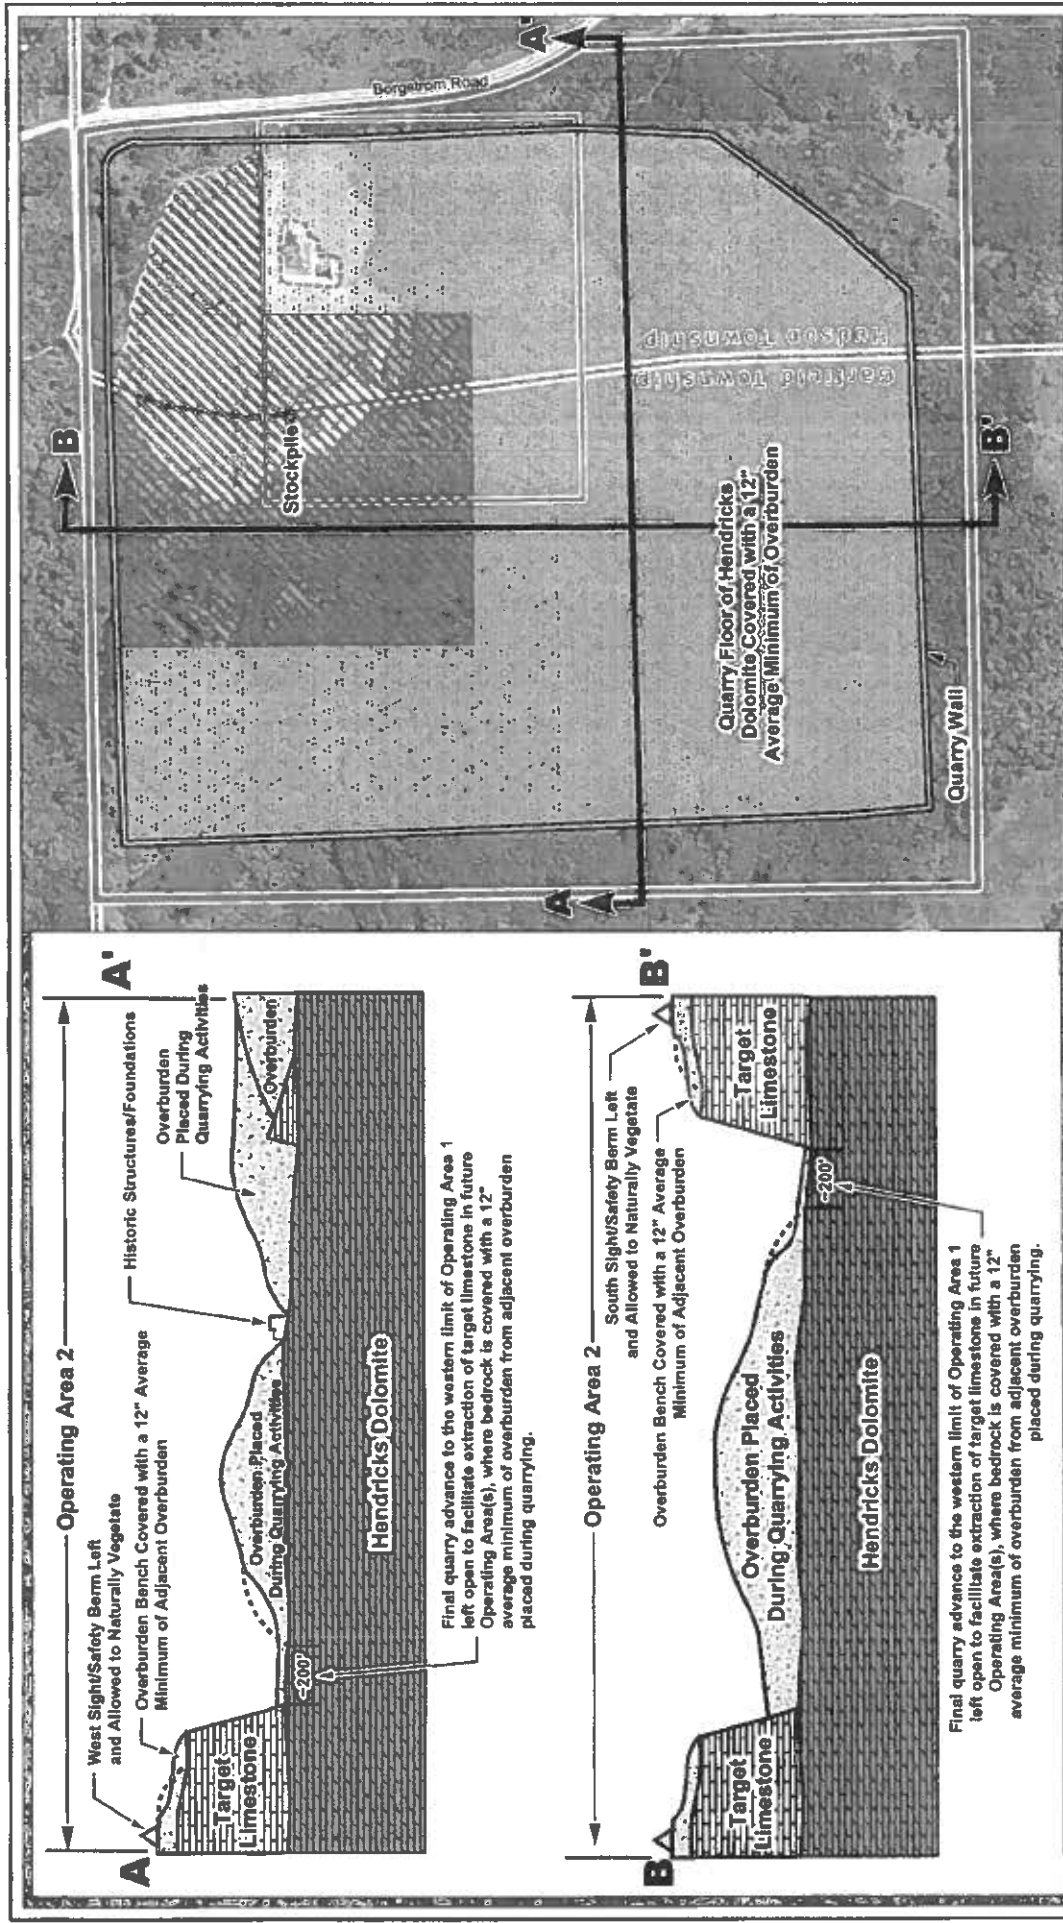 A
A'
Operating Area 2
West Sight/Safety Berm Left
and Allowed to Naturally Vegetate
Overburden Bench Covered with a 12" Average
Minimum of Adjacent Overburden
Historic Structures/Foundations
Overburden
Placed During
Quarrying Activities
Target
Limestone
Overburden Placed
During Quarrying Activities
Overburden
~200'
Hendricks Dolomite
Final quarry advance to the western limit of Operating Area 1
left open to facilitate extraction of target limestone in future
Operating Area(s), where bedrock is covered with a 12"
average minimum of overburden from adjacent overburden
placed during quarrying.
B
B'
Operating Area 2
South Sight/Safety Berm Left
and Allowed to Naturally Vegetate
Overburden Bench Covered with a 12" Average
Minimum of Adjacent Overburden
Target
Limestone
Overburden Placed
During Quarrying Activities
Target
Limestone
~200'
Hendricks Dolomite
Final quarry advance to the western limit of Operating Area 1
left open to facilitate extraction of target limestone in future
Operating Area(s), where bedrock is covered with a 12"
average minimum of overburden from adjacent overburden
placed during quarrying.
B
A'
Borgstrom Road
Stockpile
Garfield Township
Hudson Township
A
Quarry Floor of Hendricks
Dolomite Covered with a 12"
Average Minimum of Overburden
Quarry Wall
B'